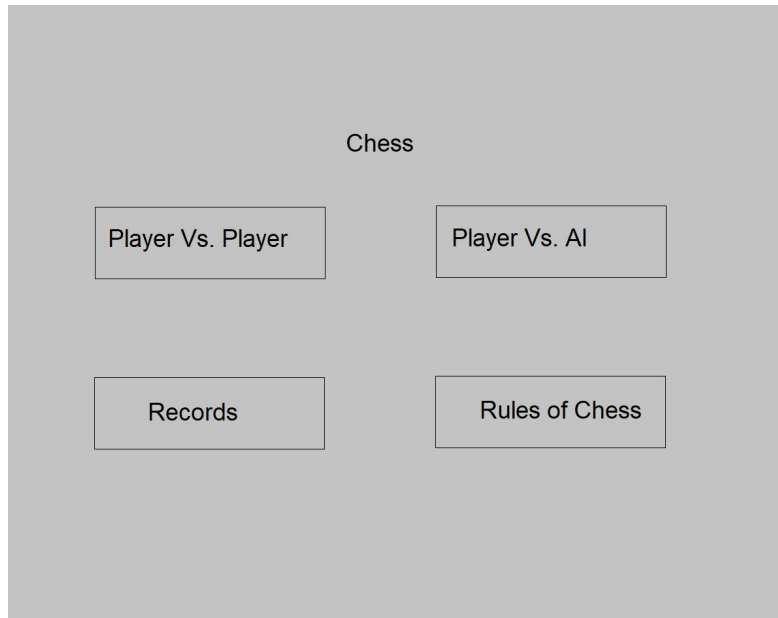 Chess
Player Vs. Player
Player Vs. AI
Records
Rules of Chess